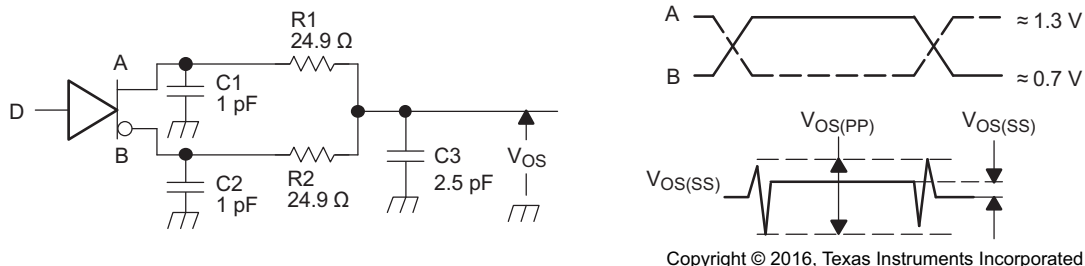 R1
24.9 Ω
A
C1
1 pF
D
B
C2
1 pF
R2
24.9 Ω
C3
2.5 pF
VOS
A
≈ 1.3 V
B
≈ 0.7 V
VOS(PP)
VOS(SS)
VOS(SS)
Copyright © 2016, Texas Instruments Incorporated